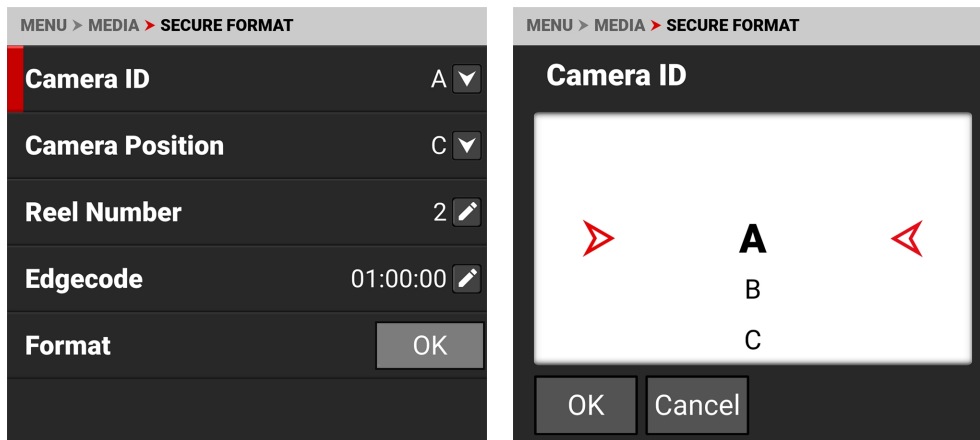 MENU > MEDIA > SECURE FORMAT
Camera ID A
Camera Position C
Reel Number 2
Edgecode 01:00:00
Format OK
MENU > MEDIA > SECURE FORMAT
Camera ID
A
B
C
OK Cancel